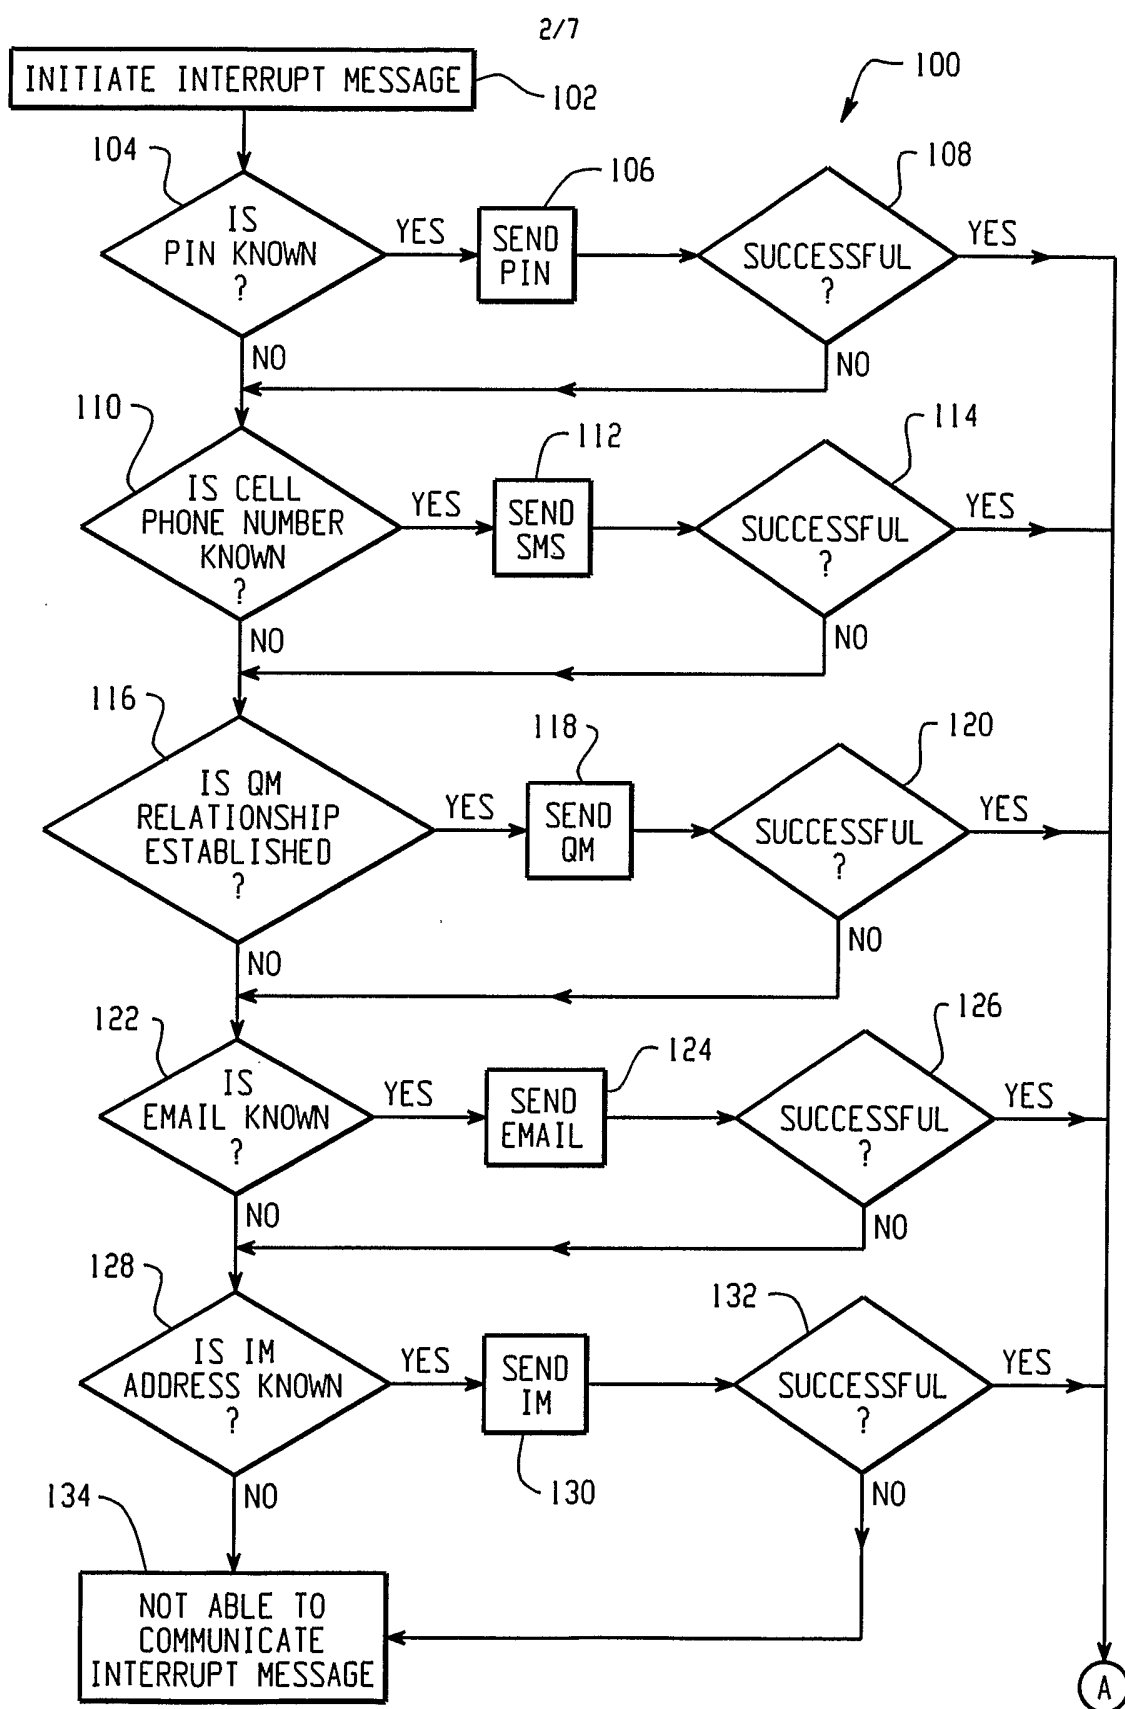 2/7
INITIATE INTERRUPT MESSAGE
102
100
104
106
108
IS
PIN KNOWN
?
YES
SEND
PIN
SUCCESSFUL
?
YES
NO
NO
110
112
114
IS CELL
PHONE NUMBER
KNOWN
?
YES
SEND
SMS
SUCCESSFUL
?
YES
NO
NO
116
118
120
IS QM
RELATIONSHIP
ESTABLISHED
?
YES
SEND
QM
SUCCESSFUL
?
YES
NO
NO
122
124
126
IS
EMAIL KNOWN
?
YES
SEND
EMAIL
SUCCESSFUL
?
YES
NO
NO
128
132
IS IM
ADDRESS KNOWN
?
YES
SEND
IM
SUCCESSFUL
?
YES
130
NO
NO
134
NOT ABLE TO
COMMUNICATE
INTERRUPT MESSAGE
A